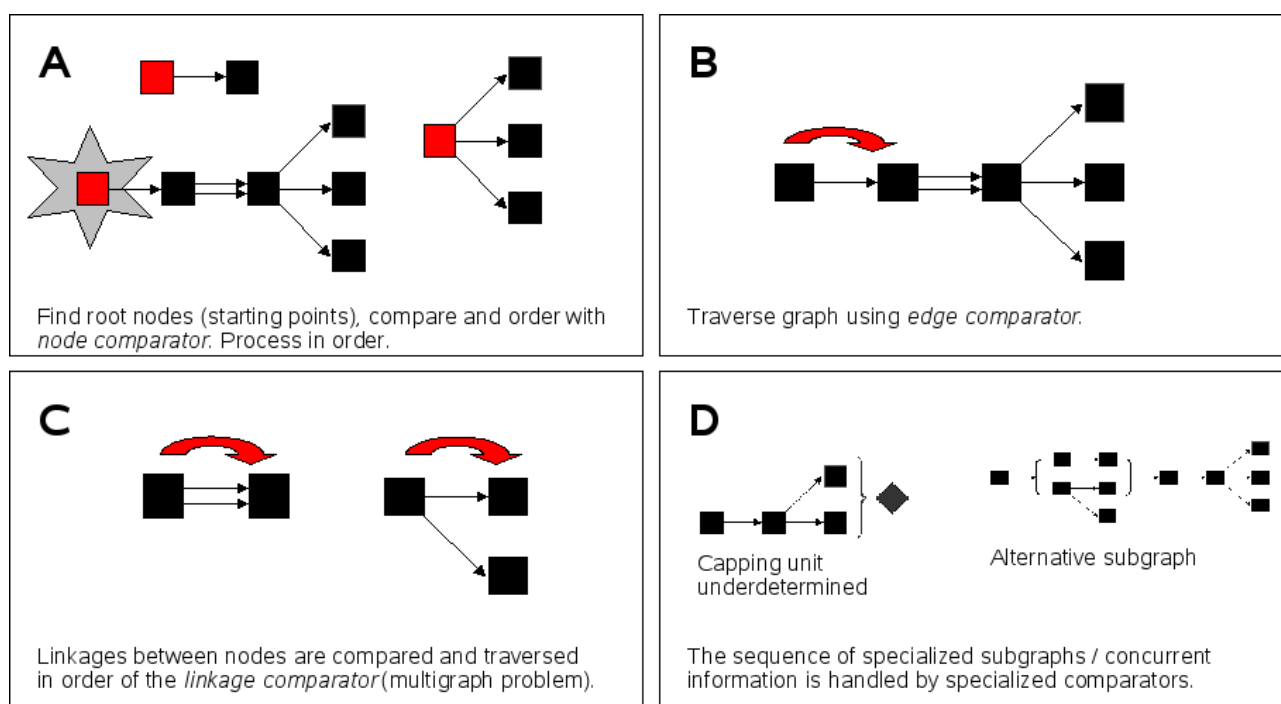 A
Find root nodes (starting points), compare and order with
node comparator. Process in order.
B
Traverse graph using edge comparator.
C
Linkages between nodes are compared and traversed
in order of the linkage comparator (multigraph problem).
D
Capping unit
underdetermined
Alternative subgraph
The sequence of specialized subgraphs / concurrent
information is handled by specialized comparators.